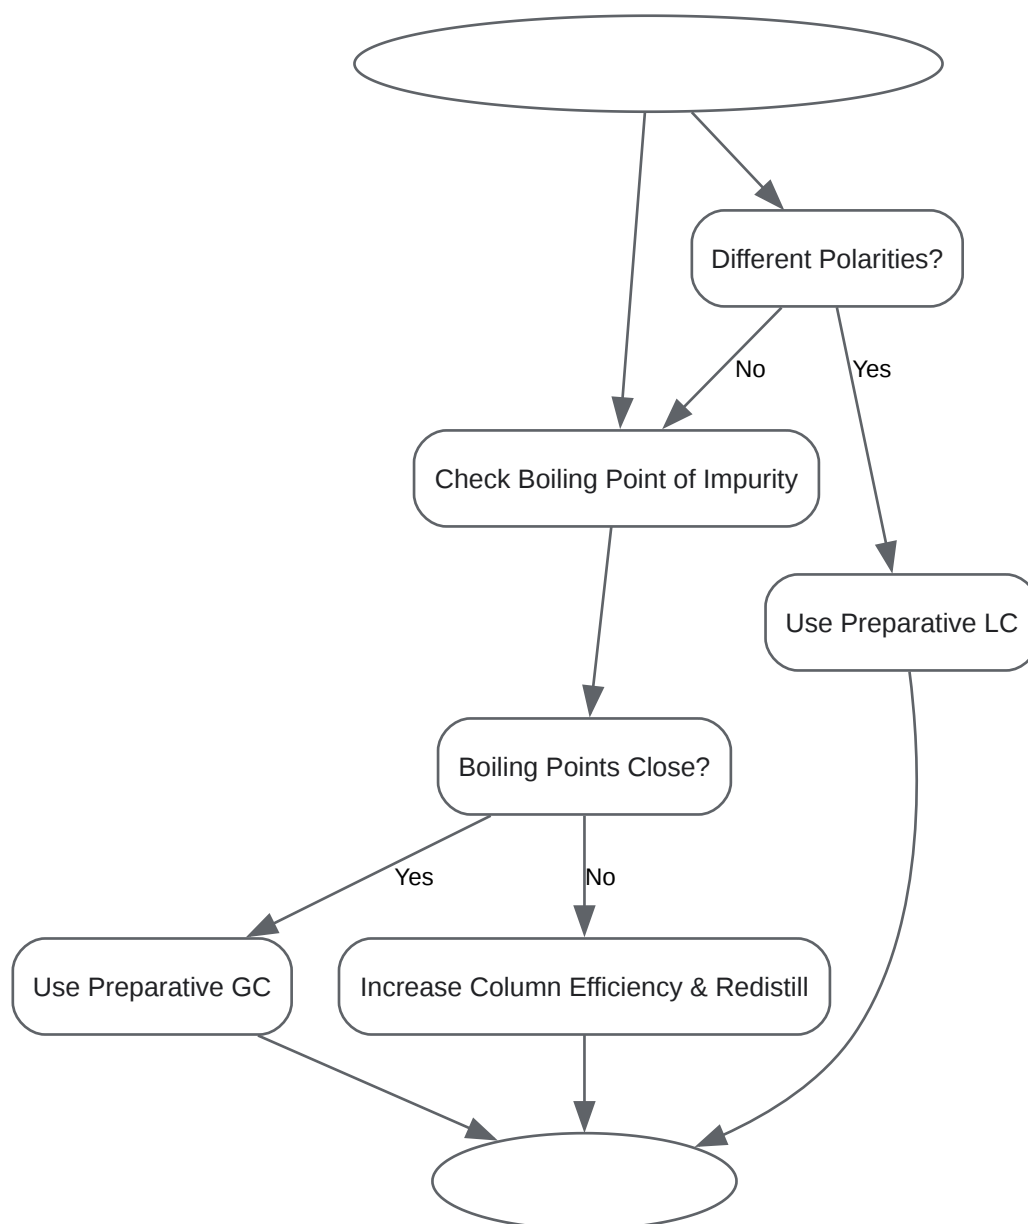 Different Polarities?
No
Yes
Check Boiling Point of Impurity
Use Preparative LC
Boiling Points Close?
Yes
No
Use Preparative GC
Increase Column Efficiency & Redistill